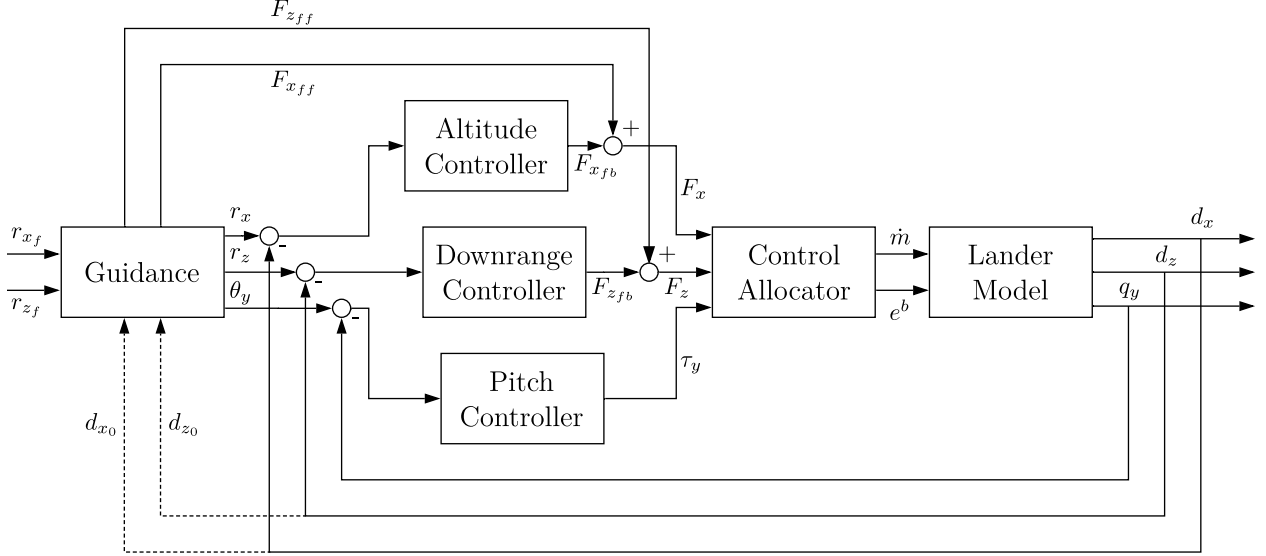 F_{z_{ff}}
F_{x_{ff}}
Altitude
Controller
+
F_{x_{fb}}
F_x
r_{x_f}
r_{z_f}
Guidance
r_x
-
r_z
-
θ_y
-
Downrange
Controller
F_{z_{fb}}
+
F_z
Control
Allocator
ṁ
e^b
Lander
Model
d_x
d_z
q_y
Pitch
Controller
τ_y
d_{x_0}
d_{z_0}